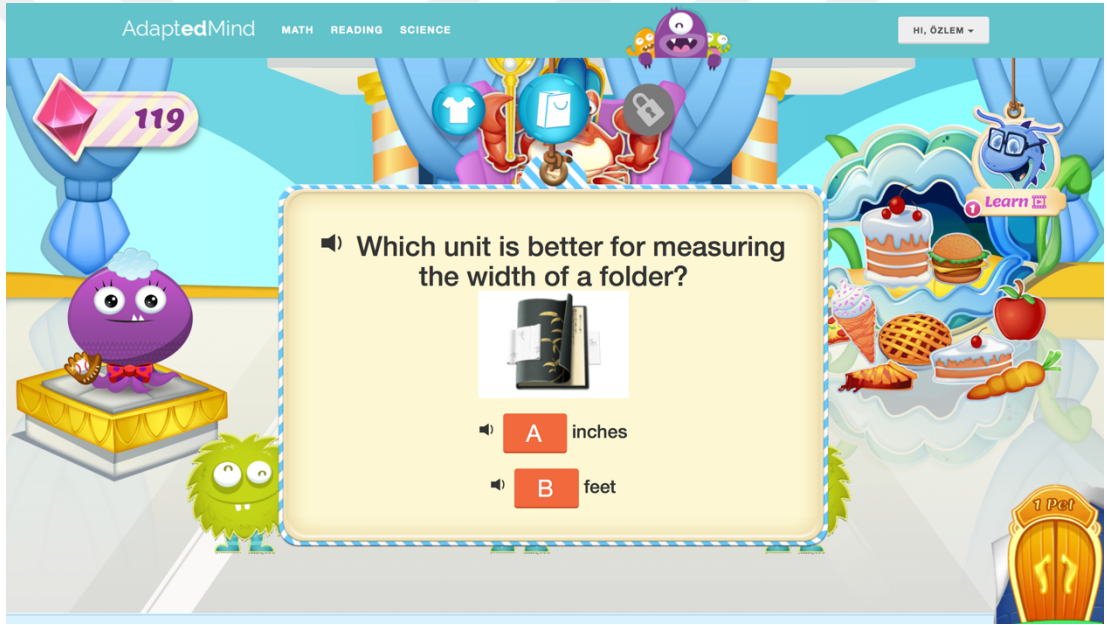 AdaptedMind MATH READING SCIENCE HI, ÖZLEM
119
1 Learn
Which unit is better for measuring
the width of a folder?
A inches
B feet
1 Pet